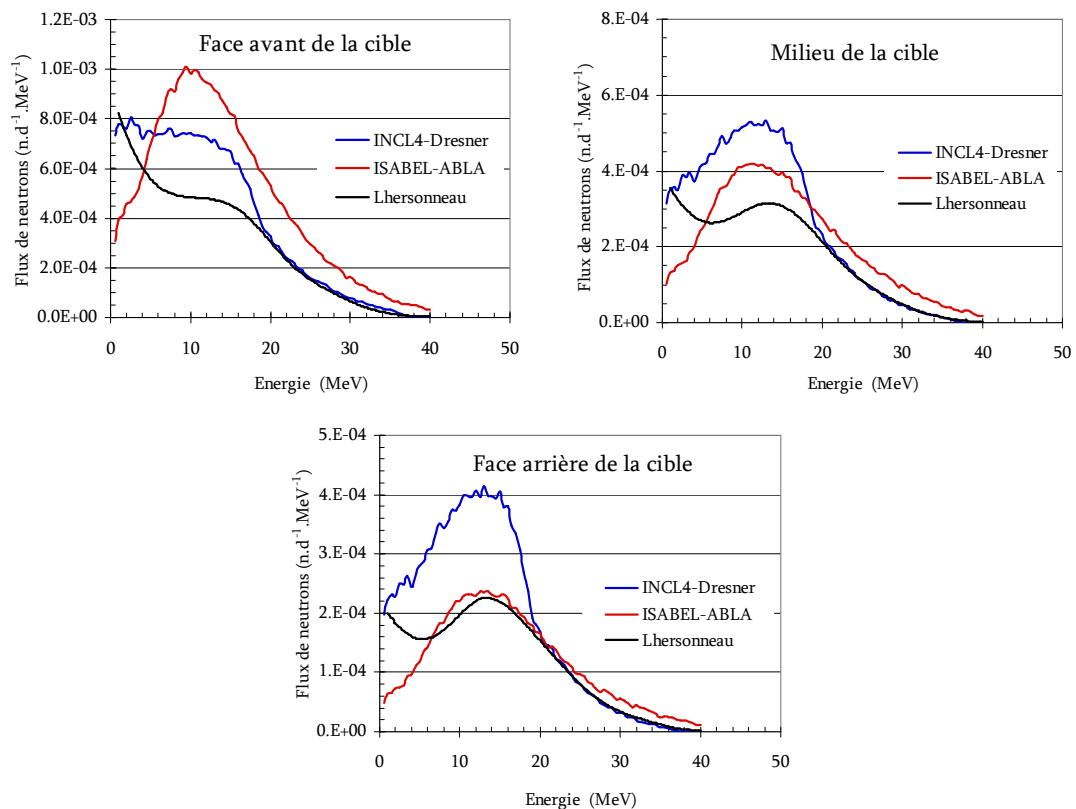 Face avant de la cible
Flux de neutrons (n.d⁻¹.MeV⁻¹)
1.2E-03
1.0E-03
8.0E-04
6.0E-04
4.0E-04
2.0E-04
0.0E+00
INCL4-Dresner
ISABEL-ABLA
Lhersonneau
0 10 20 30 40 50
Energie (MeV)
Milieu de la cible
Flux de neutrons (n.d⁻¹.MeV⁻¹)
8.E-04
6.E-04
4.E-04
2.E-04
0.E+00
INCL4-Dresner
ISABEL-ABLA
Lhersonneau
0 10 20 30 40 50
Energie (MeV)
Face arrière de la cible
Flux de neutrons (n.d⁻¹.MeV⁻¹)
5.E-04
4.E-04
3.E-04
2.E-04
1.E-04
0.E+00
INCL4-Dresner
ISABEL-ABLA
Lhersonneau
0 10 20 30 40 50
Energie (MeV)